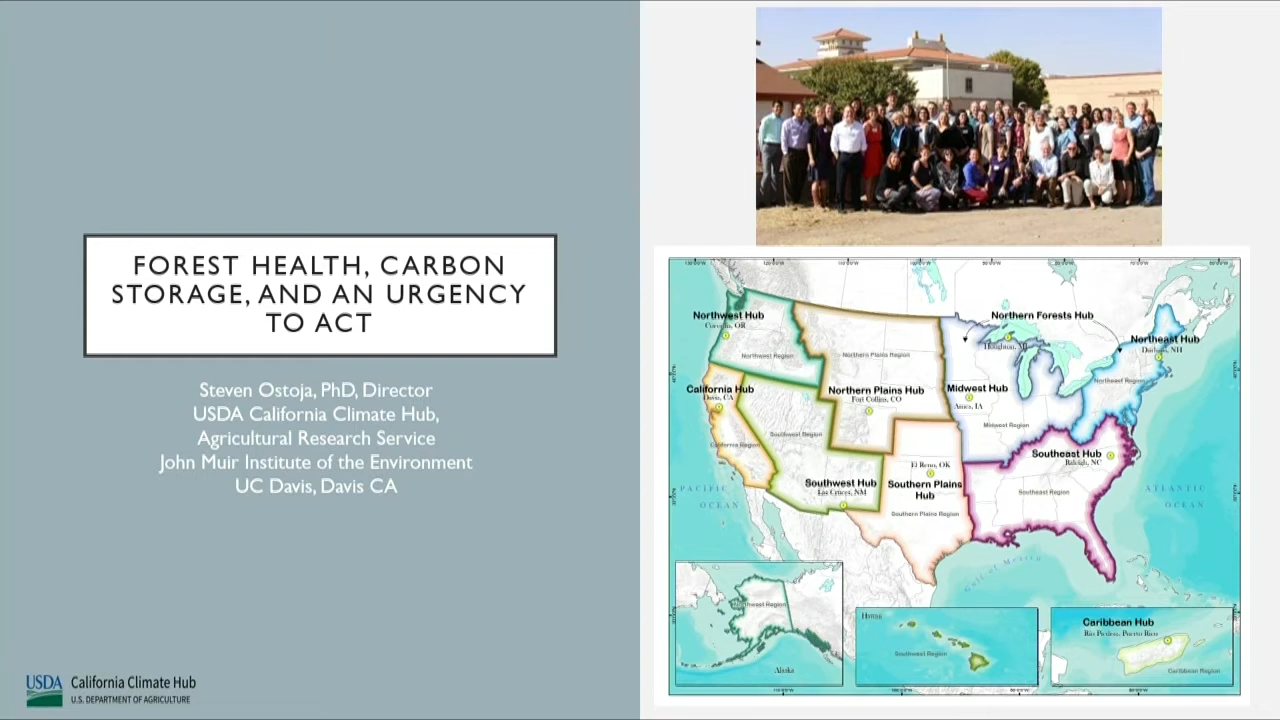 FOREST HEALTH, CARBON
STORAGE, AND AN URGENCY
TO ACT
Steven Ostoja, PhD, Director
USDA California Climate Hub,
Agricultural Research Service
John Muir Institute of the Environment
UC Davis, Davis CA
USDA
California Climate Hub
U.S. DEPARTMENT OF AGRICULTURE
Northwest Hub
Corvallis, OR
Northwest Region
Northern Plains Region
Northern Forests Hub
Houghton, MI
Northeast Hub
Durham, NH
Northeast Region
California Hub
Davis, CA
California Region
Northern Plains Hub
Fort Collins, CO
Midwest Hub
Ames, IA
Midwest Region
Southwest Region
Southeast Hub
Raleigh, NC
Southeast Region
El Reno, OK
Southern Plains
Hub
Southern Plains Region
Southwest Hub
Las Cruces, NM
PACIFIC
OCEAN
ATLANTIC
OCEAN
Gulf of Mexico
Northwest Region
Alaska
Hawaii
Southwest Region
Caribbean Hub
Rio Piedras, Puerto Rico
Caribbean Region